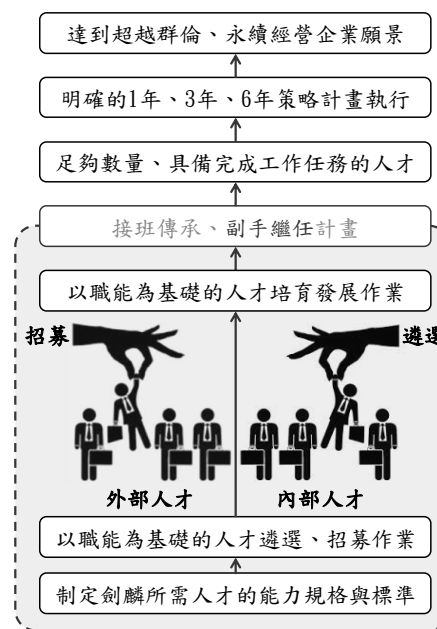 達到超越群倫、永續經營企業願景
明確的1年、3年、6年策略計畫執行
足夠數量、具備完成工作任務的人才
接班傳承、副手繼任計畫
以職能為基礎的人才培育發展作業
招募
遴選
外部人才
內部人才
以職能為基礎的人才遴選、招募作業
制定劍麟所需人才的能力規格與標準